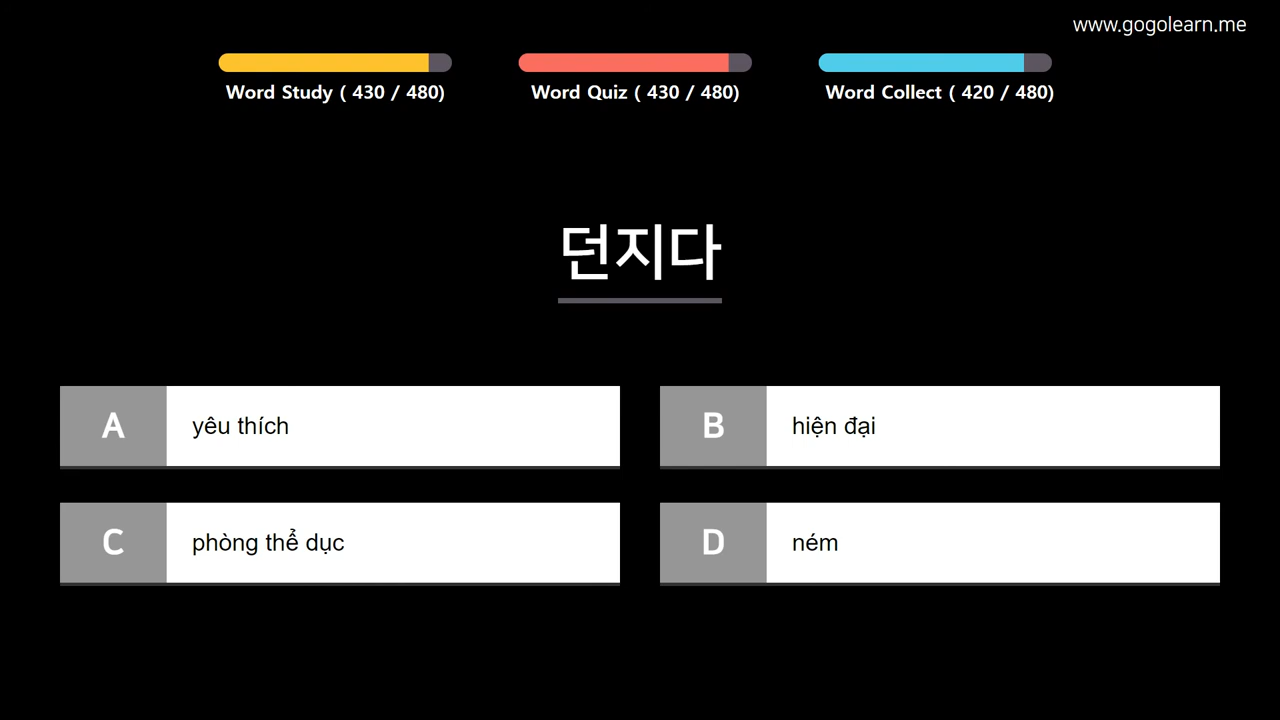 www.gogolearn.me
Word Study ( 430 / 480)
Word Quiz ( 430 / 480)
Word Collect ( 420 / 480)
던지다
A
yêu thích
B
hiện đại
C
phòng thể dục
D
ném